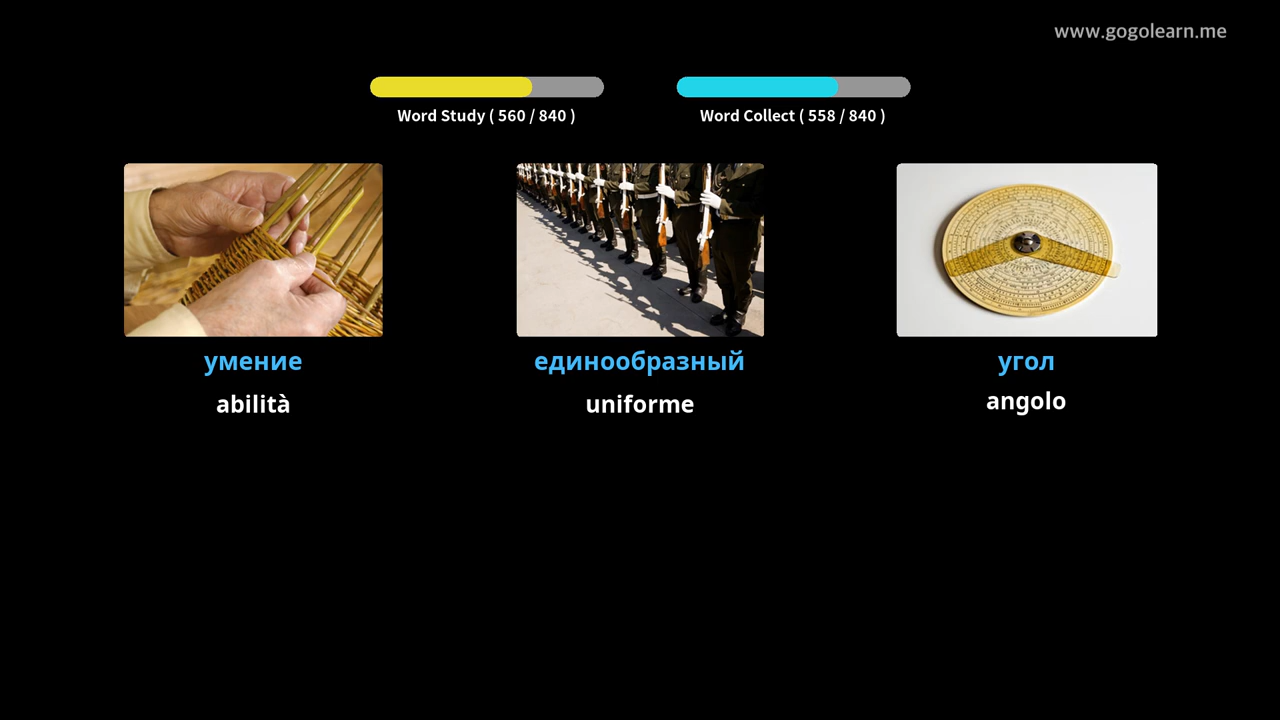 www.gogolearn.me
Word Study ( 560 / 840 )
Word Collect ( 558 / 840 )
умение
единообразный
угол
abilità
uniforme
angolo